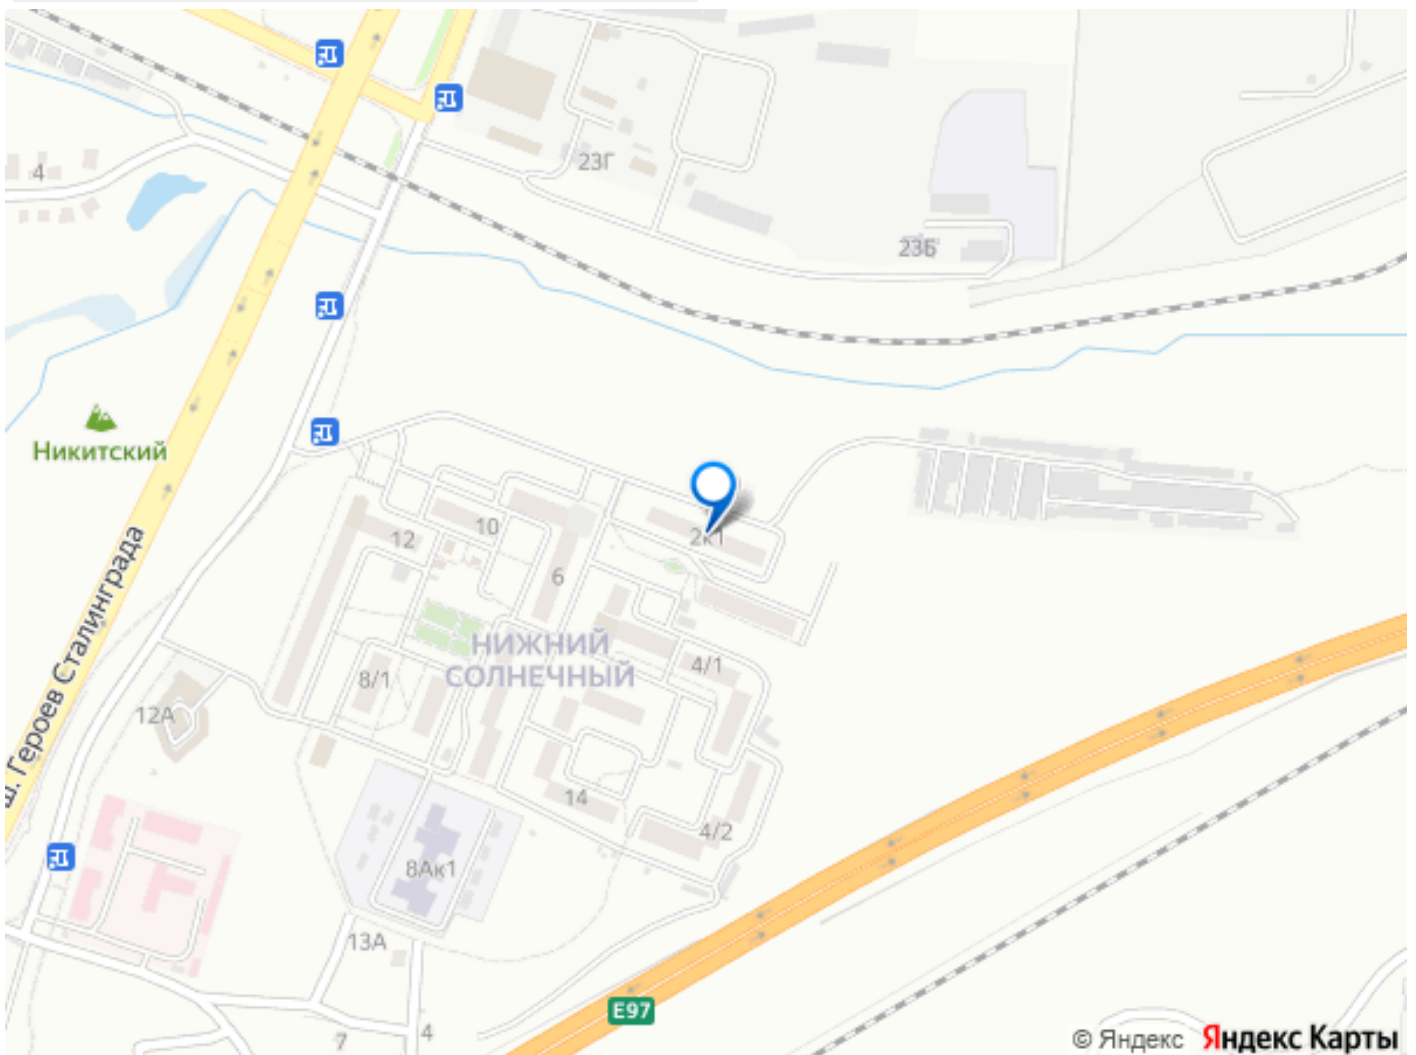 4
23Г
23Б
Никитский
2к1
10
12
6
НИЖНИЙ
СОЛНЕЧНЫЙ
4/1
8/1
12А
ш. Героев Сталинграда
14
4/2
8Ак1
13А
E97
4
7
© Яндекс Яндекс Карты